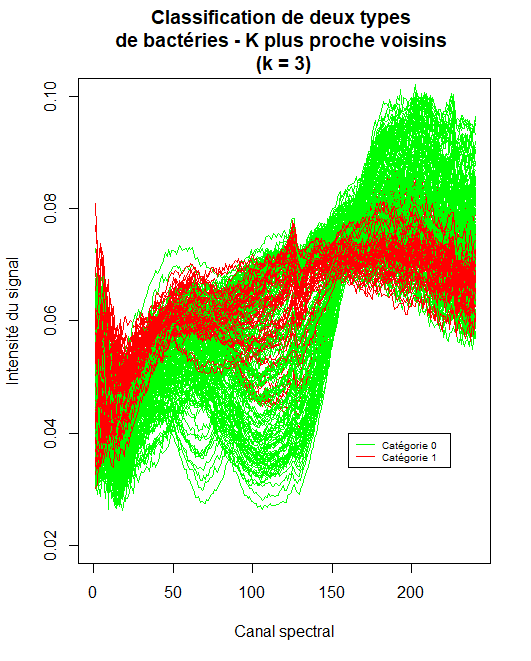 Classification de deux types
de bactéries - K plus proche voisins
(k = 3)
Intensité du signal
0.10
0.08
0.06
0.04
0.02
Catégorie 0
Catégorie 1
0 50 100 150 200
Canal spectral